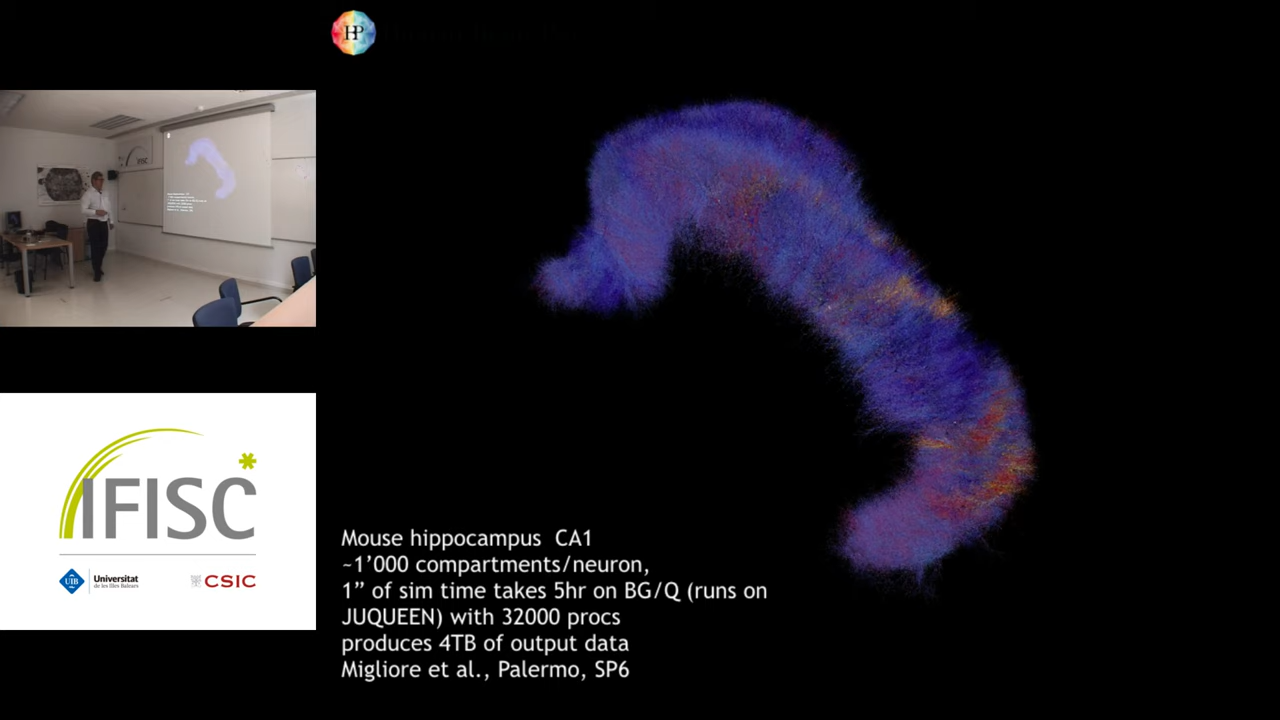 HP
IFISC
UIB
Universitat
de les Illes Balears
CSIC
Mouse hippocampus CA1
~1’000 compartments/neuron,
1” of sim time takes 5hr on BG/Q (runs on
JUQUEEN) with 32000 procs
produces 4TB of output data
Migliore et al., Palermo, SP6